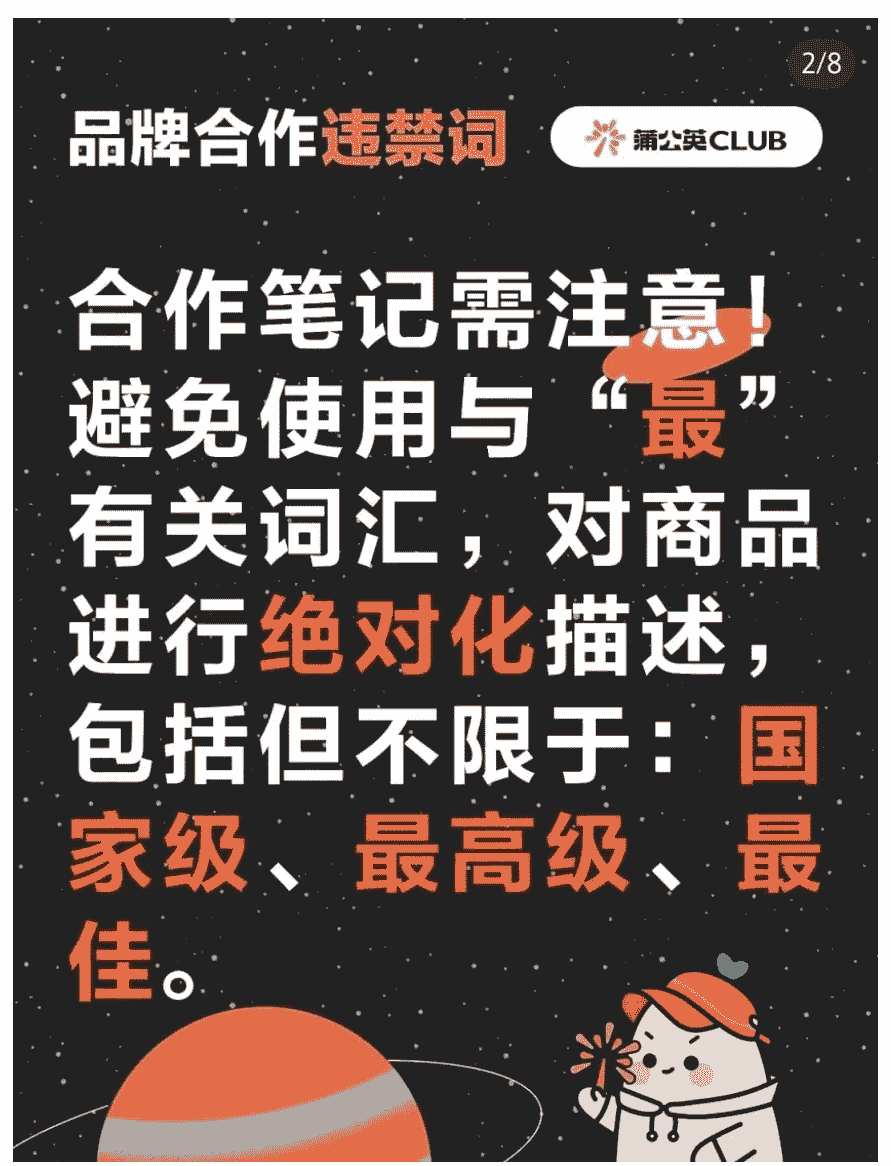 2/8
品牌合作违禁词
蒲公英CLUB
合作笔记需注意！
避免使用与“最”
有关词汇，对商品
进行绝对化描述，
包括但不限于：国
家级、最高级、最
佳。